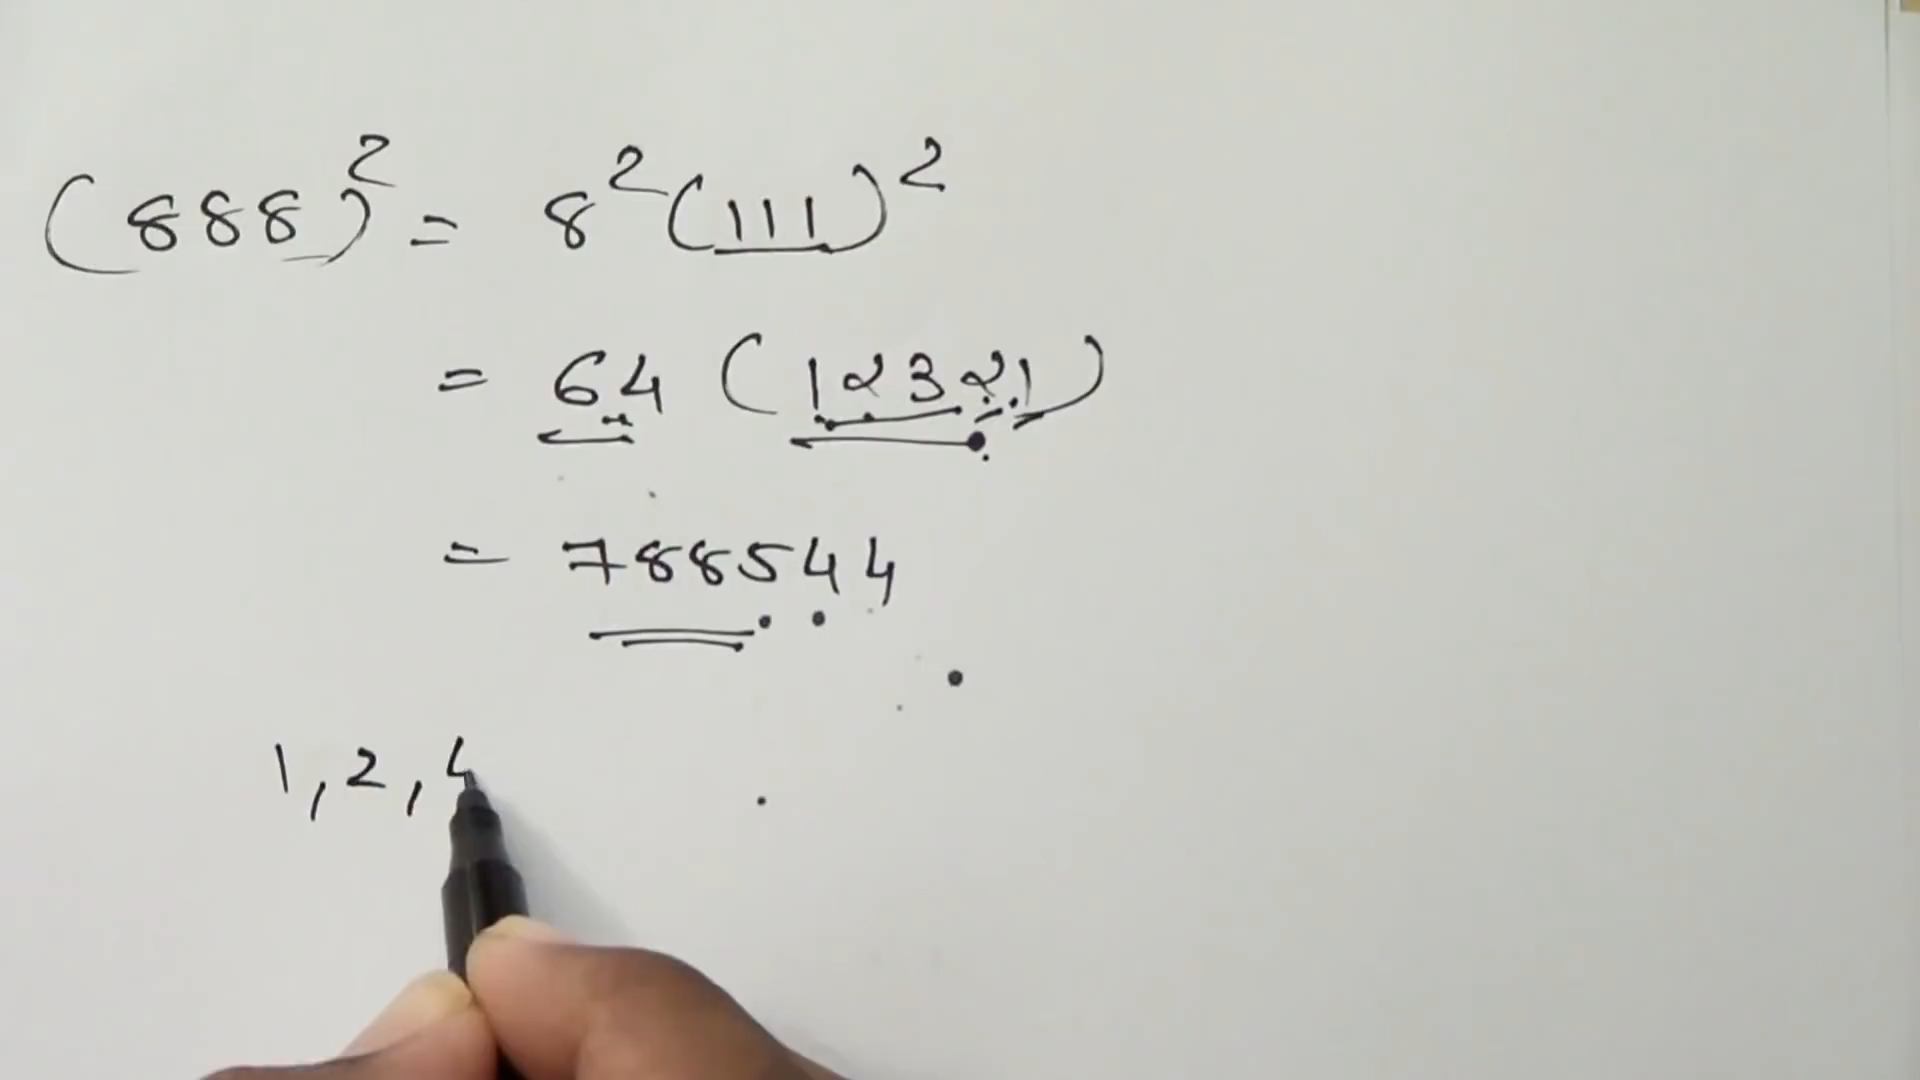 (888)² = 8²(111)²
= 64 (12321)
= 788544
1, 2, 4